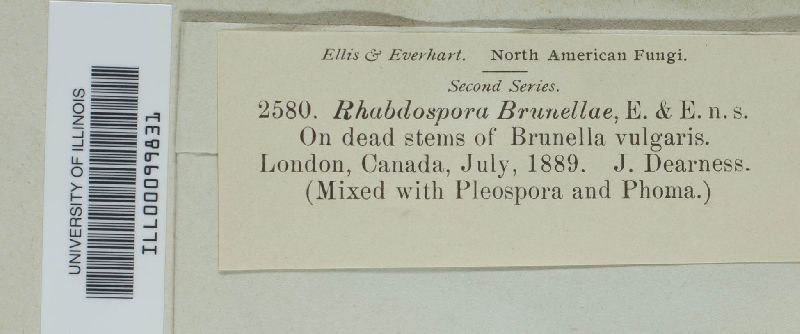 UNIVERSITY OF ILLINOIS
ILL00099831
Ellis & Everhart. North American Fungi.
Second Series.
2580. Rhabdospora Brunellae, E. & E. n. s.
On dead stems of Brunella vulgaris.
London, Canada, July, 1889. J. Dearness.
(Mixed with Pleospora and Phoma.)